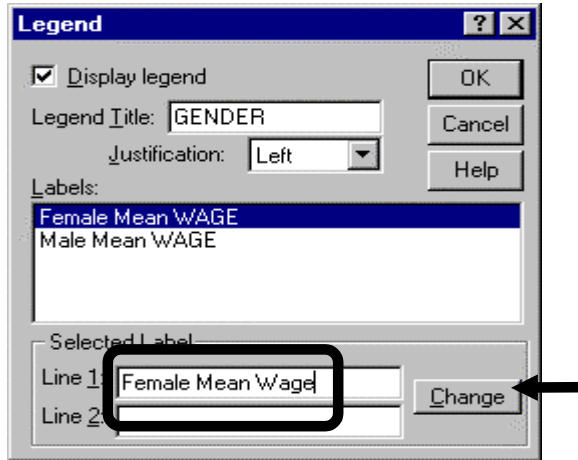 Legend
Display legend
OK
Legend Title: GENDER
Cancel
Justification: Left
Help
Labels:
Female Mean WAGE
Male Mean WAGE
Selected Label
Line 1: Female Mean Wage
Change
Line 2: